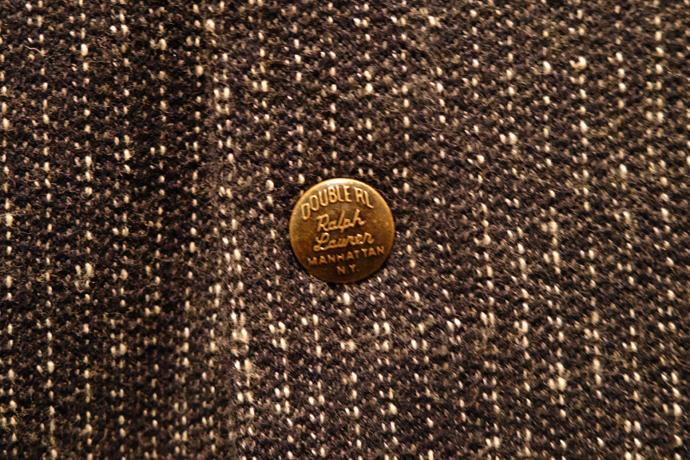 DOUBLE RL
Ralph
Lauren
MANHATTAN
N.Y.